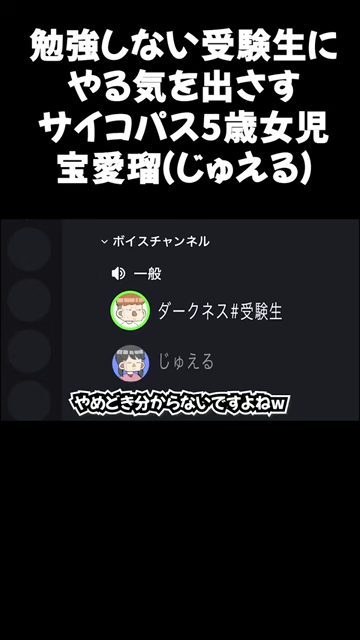 勉強しない受験生に
やる気を出さす
サイコパス5歳女児
宝愛瑠(じゅえる)
ボイスチャンネル
一般
ダークネス#受験生
じゅえる
やめどき分からないですよねw